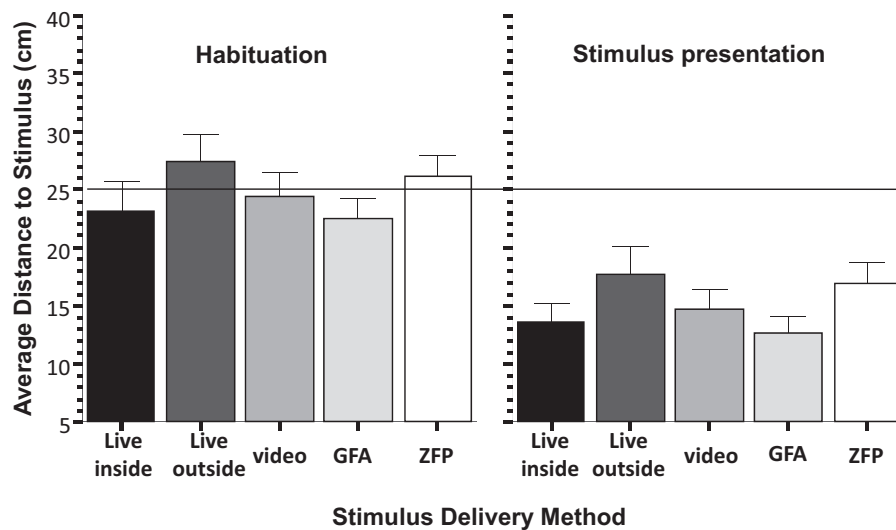 Habituation
Stimulus presentation
Average Distance to Stimulus (cm)
40
35
30
25
20
15
10
5
Live inside
Live outside
video
GFA
ZFP
Live inside
Live outside
video
GFA
ZFP
Stimulus Delivery Method